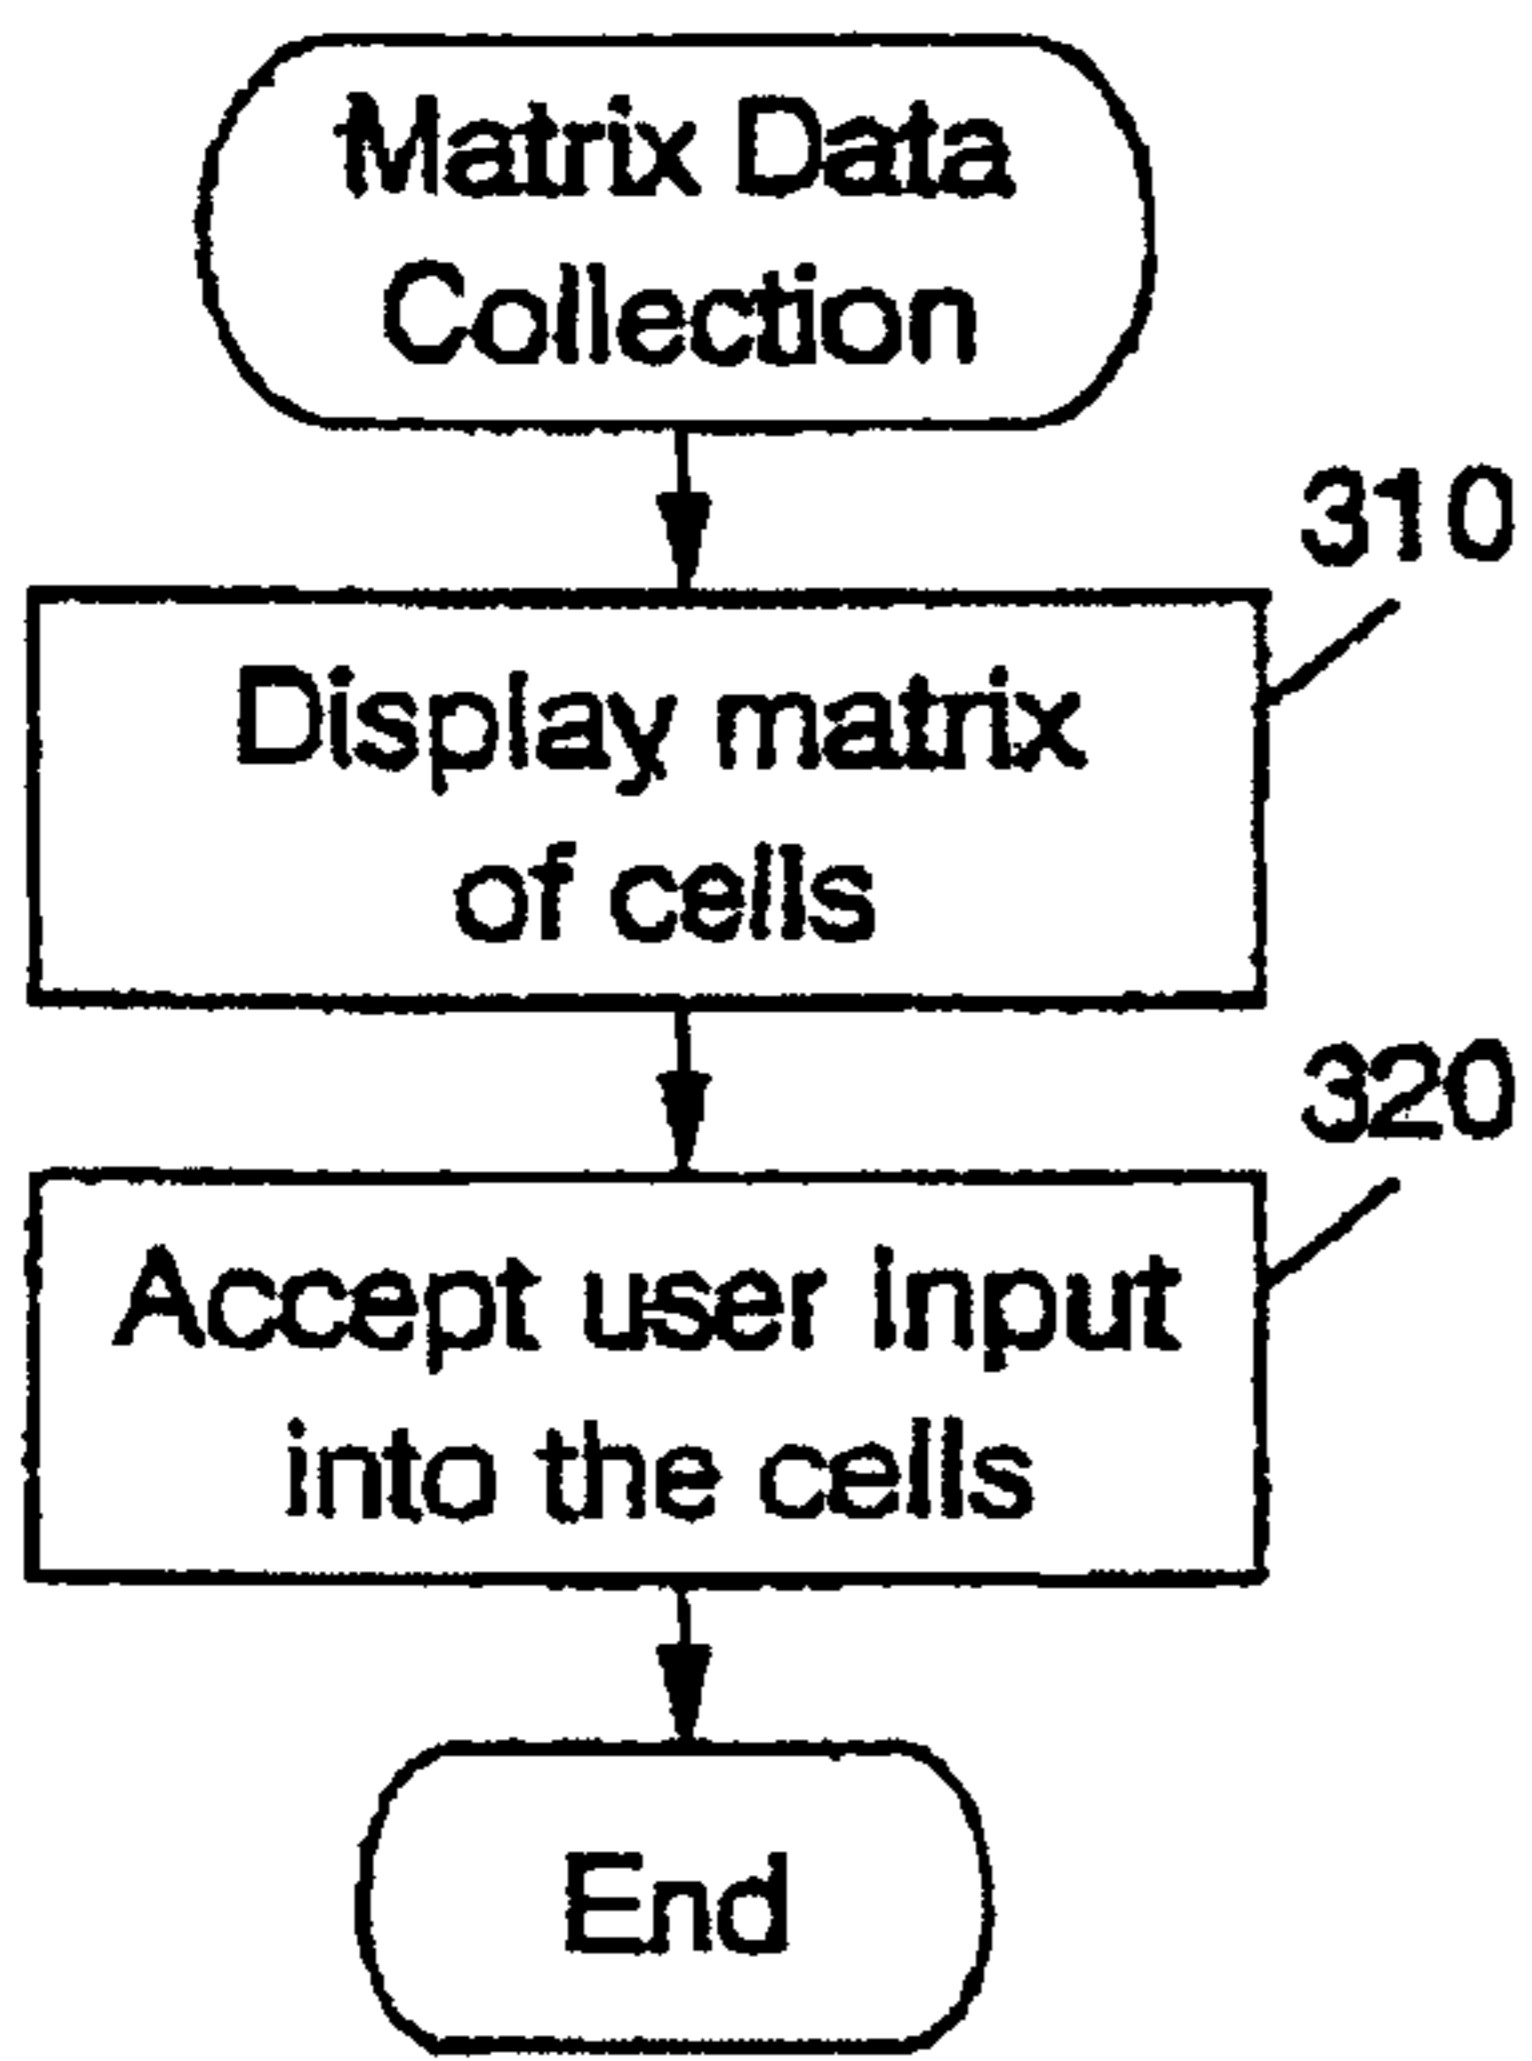 Matrix Data
Collection
310
Display matrix
of cells
320
Accept user input
into the cells
End